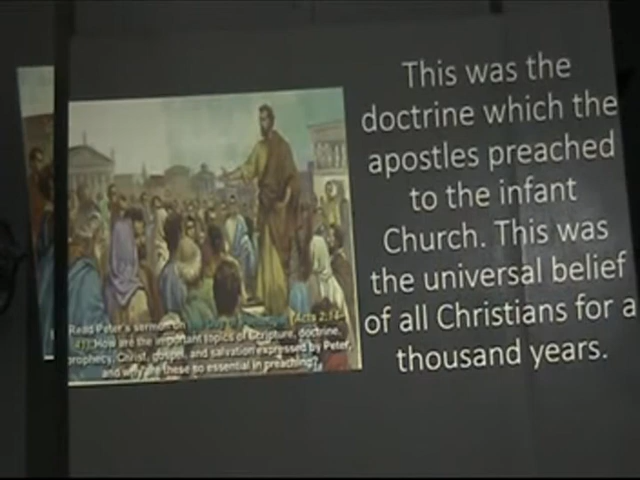 This was the
doctrine which the
apostles preached
to the infant
Church. This was
the universal belief
of all Christians for a
thousand years.
Read Peter's sermon on (Acts 2:14-
41). How are the important topics of Scripture, doctrine,
prophecy, Christ, gospel, and salvation expressed by Peter,
and why are these so essential in preaching?